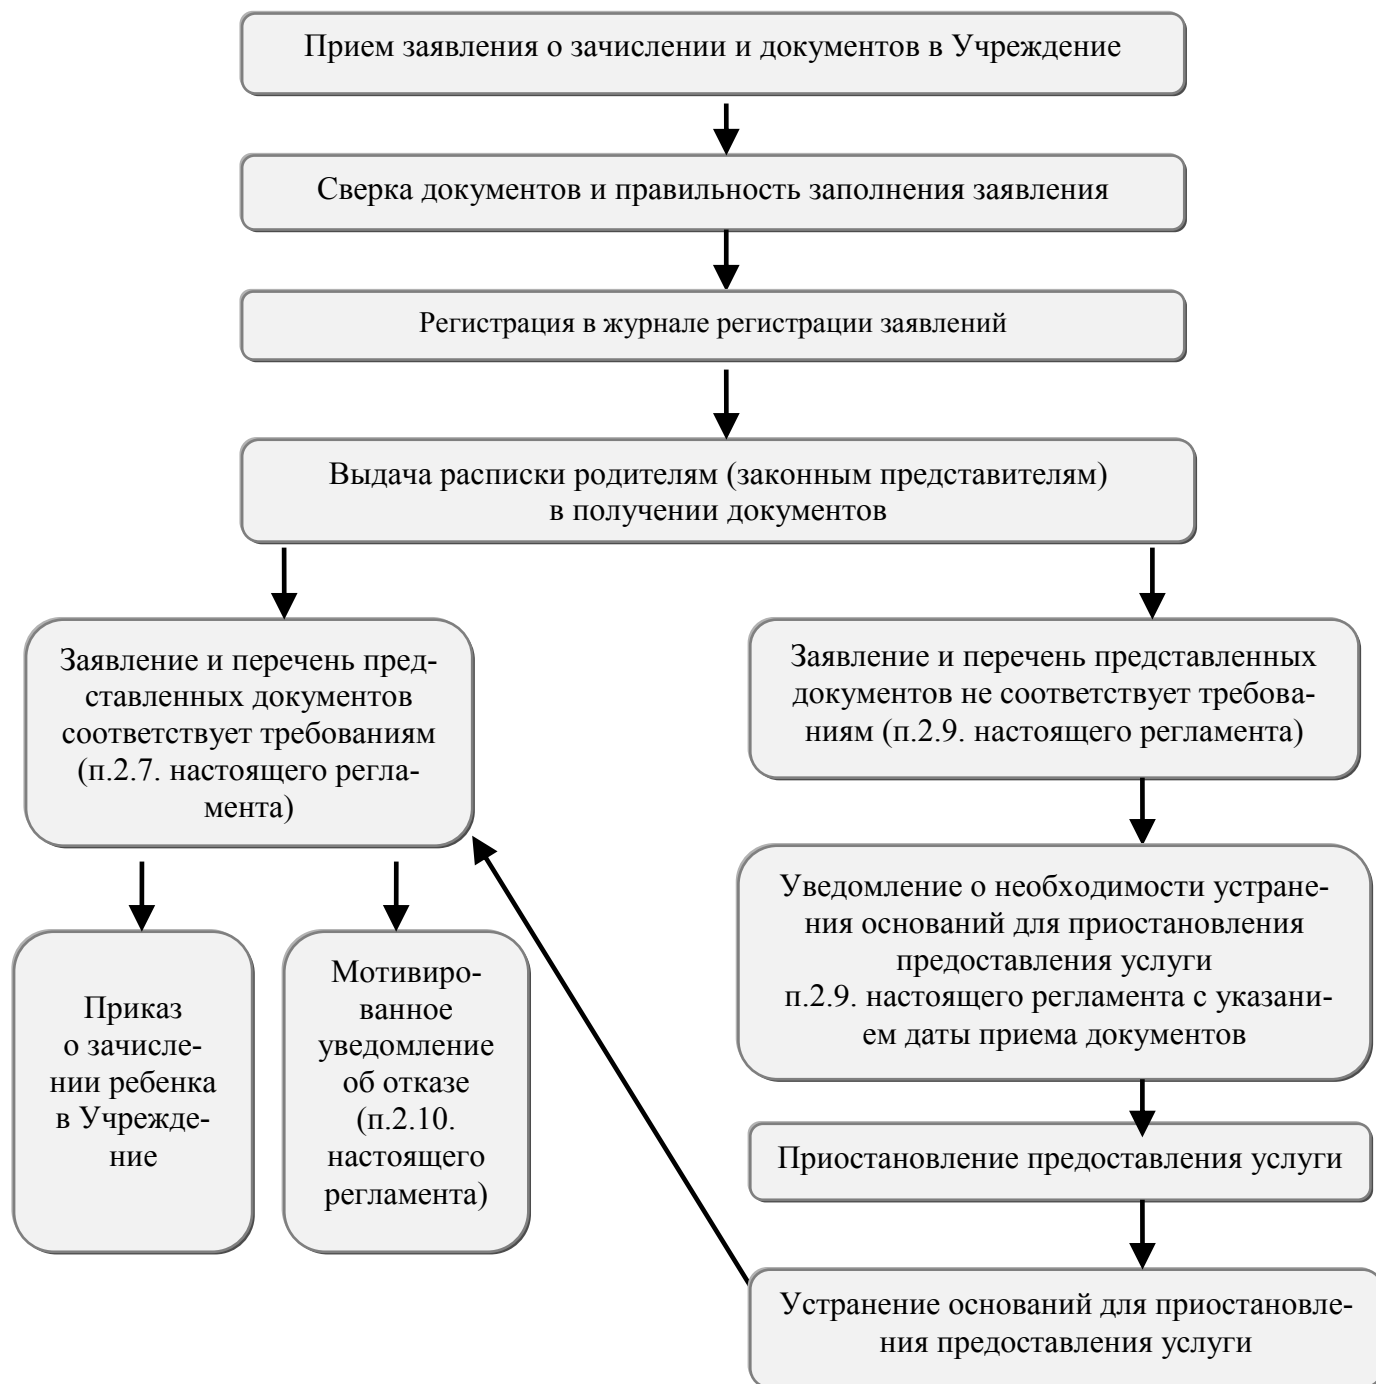 Прием заявления о зачислении и документов в Учреждение
Сверка документов и правильность заполнения заявления
Регистрация в журнале регистрации заявлений
Выдача расписки родителям (законным представителям)
в получении документов
Заявление и перечень пред-
ставленных документов
соответствует требованиям
(п.2.7. настоящего регла-
мента)
Заявление и перечень представленных
документов не соответствует требова-
ниям (п.2.9. настоящего регламента)
Уведомление о необходимости устране-
ния оснований для приостановления
предоставления услуги
п.2.9. настоящего регламента с указани-
ем даты приема документов
Приказ
о зачисле-
нии ребенка
в Учрежде-
ние
Мотивиро-
ванное
уведомление
об отказе
(п.2.10.
настоящего
регламента)
Приостановление предоставления услуги
Устранение оснований для приостановле-
ния предоставления услуги